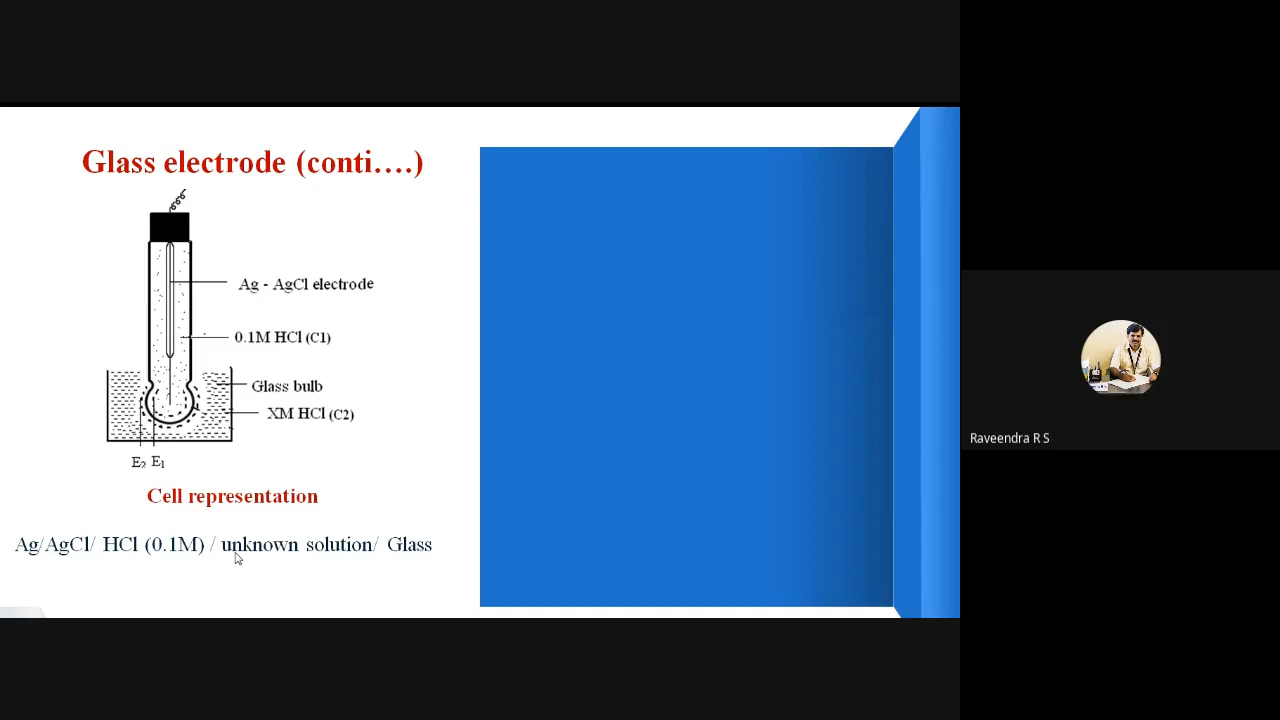 Glass electrode (conti….)
Ag - AgCl electrode
0.1M HCl (C1)
Glass bulb
XM HCl (C2)
E₂ E₁
Cell representation
Ag/AgCl/ HCl (0.1M) / unknown solution/ Glass
Raveendra R S